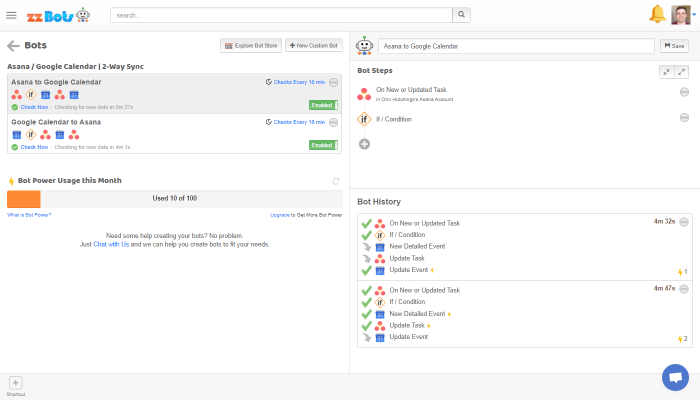 zzBots
search...
Bots
Explore Bot Store
+ New Custom Bot
Asana / Google Calendar | 2-Way Sync
Asana to Google Calendar
Checks Every 10 min
if
Check Now - Checking for new data in 5m 27s
Enabled
Google Calendar to Asana
Checks Every 10 min
if
Check Now - Checking for new data in 4m 1s
Enabled
Bot Power Usage this Month
Used 10 of 100
What is Bot Power?
Upgrade to Get More Bot Power
Need some help creating your bots? No problem.
Just Chat with Us and we can help you create bots to fit your needs.
Shortcut
Asana to Google Calendar
Save
Bot Steps
On New or Updated Task
in Orin Hutchings's Asana Account
if
If / Condition
Bot History
On New or Updated Task
4m 32s
if
If / Condition
New Detailed Event
Update Task
Update Event
1
On New or Updated Task
4m 47s
if
If / Condition
New Detailed Event
Update Task
Update Event
2